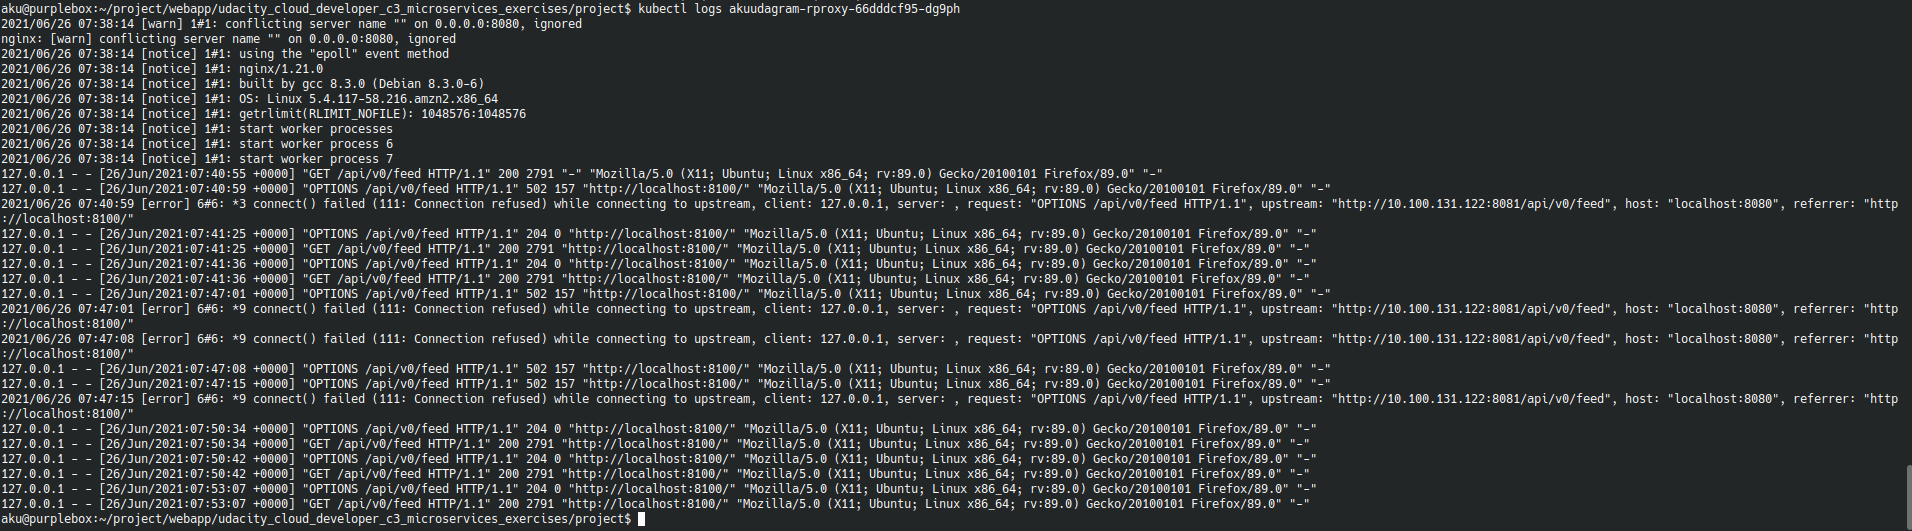 aku@purplebox:~/project/webapp/udacity_cloud_developer_c3_microservices_exercises/project$ kubectl logs akuudagram-rproxy-66dddcf95-dg9ph
2021/06/26 07:38:14 [warn] 1#1: conflicting server name "" on 0.0.0.0:8080, ignored
nginx: [warn] conflicting server name "" on 0.0.0.0:8080, ignored
2021/06/26 07:38:14 [notice] 1#1: using the "epoll" event method
2021/06/26 07:38:14 [notice] 1#1: nginx/1.21.0
2021/06/26 07:38:14 [notice] 1#1: built by gcc 8.3.0 (Debian 8.3.0-6)
2021/06/26 07:38:14 [notice] 1#1: OS: Linux 5.4.117-58.216.amzn2.x86_64
2021/06/26 07:38:14 [notice] 1#1: getrlimit(RLIMIT_NOFILE): 1048576:1048576
2021/06/26 07:38:14 [notice] 1#1: start worker processes
2021/06/26 07:38:14 [notice] 1#1: start worker process 6
2021/06/26 07:38:14 [notice] 1#1: start worker process 7
127.0.0.1 - - [26/Jun/2021:07:40:55 +0000] "GET /api/v0/feed HTTP/1.1" 200 2791 "-" "Mozilla/5.0 (X11; Ubuntu; Linux x86_64; rv:89.0) Gecko/20100101 Firefox/89.0" "-"
127.0.0.1 - - [26/Jun/2021:07:40:59 +0000] "OPTIONS /api/v0/feed HTTP/1.1" 502 157 "http://localhost:8100/" "Mozilla/5.0 (X11; Ubuntu; Linux x86_64; rv:89.0) Gecko/20100101 Firefox/89.0" "-"
2021/06/26 07:40:59 [error] 6#6: *3 connect() failed (111: Connection refused) while connecting to upstream, client: 127.0.0.1, server: , request: "OPTIONS /api/v0/feed HTTP/1.1", upstream: "http://10.100.131.122:8081/api/v0/feed", host: "localhost:8080", referrer: "http
://localhost:8100/"
127.0.0.1 - - [26/Jun/2021:07:41:25 +0000] "OPTIONS /api/v0/feed HTTP/1.1" 204 0 "http://localhost:8100/" "Mozilla/5.0 (X11; Ubuntu; Linux x86_64; rv:89.0) Gecko/20100101 Firefox/89.0" "-"
127.0.0.1 - - [26/Jun/2021:07:41:25 +0000] "GET /api/v0/feed HTTP/1.1" 200 2791 "http://localhost:8100/" "Mozilla/5.0 (X11; Ubuntu; Linux x86_64; rv:89.0) Gecko/20100101 Firefox/89.0" "-"
127.0.0.1 - - [26/Jun/2021:07:41:36 +0000] "OPTIONS /api/v0/feed HTTP/1.1" 204 0 "http://localhost:8100/" "Mozilla/5.0 (X11; Ubuntu; Linux x86_64; rv:89.0) Gecko/20100101 Firefox/89.0" "-"
127.0.0.1 - - [26/Jun/2021:07:41:36 +0000] "GET /api/v0/feed HTTP/1.1" 200 2791 "http://localhost:8100/" "Mozilla/5.0 (X11; Ubuntu; Linux x86_64; rv:89.0) Gecko/20100101 Firefox/89.0" "-"
127.0.0.1 - - [26/Jun/2021:07:47:01 +0000] "OPTIONS /api/v0/feed HTTP/1.1" 502 157 "http://localhost:8100/" "Mozilla/5.0 (X11; Ubuntu; Linux x86_64; rv:89.0) Gecko/20100101 Firefox/89.0" "-"
2021/06/26 07:47:01 [error] 6#6: *9 connect() failed (111: Connection refused) while connecting to upstream, client: 127.0.0.1, server: , request: "OPTIONS /api/v0/feed HTTP/1.1", upstream: "http://10.100.131.122:8081/api/v0/feed", host: "localhost:8080", referrer: "http
://localhost:8100/"
2021/06/26 07:47:08 [error] 6#6: *9 connect() failed (111: Connection refused) while connecting to upstream, client: 127.0.0.1, server: , request: "OPTIONS /api/v0/feed HTTP/1.1", upstream: "http://10.100.131.122:8081/api/v0/feed", host: "localhost:8080", referrer: "http
://localhost:8100/"
127.0.0.1 - - [26/Jun/2021:07:47:08 +0000] "OPTIONS /api/v0/feed HTTP/1.1" 502 157 "http://localhost:8100/" "Mozilla/5.0 (X11; Ubuntu; Linux x86_64; rv:89.0) Gecko/20100101 Firefox/89.0" "-"
127.0.0.1 - - [26/Jun/2021:07:47:15 +0000] "OPTIONS /api/v0/feed HTTP/1.1" 502 157 "http://localhost:8100/" "Mozilla/5.0 (X11; Ubuntu; Linux x86_64; rv:89.0) Gecko/20100101 Firefox/89.0" "-"
2021/06/26 07:47:15 [error] 6#6: *9 connect() failed (111: Connection refused) while connecting to upstream, client: 127.0.0.1, server: , request: "OPTIONS /api/v0/feed HTTP/1.1", upstream: "http://10.100.131.122:8081/api/v0/feed", host: "localhost:8080", referrer: "http
://localhost:8100/"
127.0.0.1 - - [26/Jun/2021:07:50:34 +0000] "OPTIONS /api/v0/feed HTTP/1.1" 204 0 "http://localhost:8100/" "Mozilla/5.0 (X11; Ubuntu; Linux x86_64; rv:89.0) Gecko/20100101 Firefox/89.0" "-"
127.0.0.1 - - [26/Jun/2021:07:50:34 +0000] "GET /api/v0/feed HTTP/1.1" 200 2791 "http://localhost:8100/" "Mozilla/5.0 (X11; Ubuntu; Linux x86_64; rv:89.0) Gecko/20100101 Firefox/89.0" "-"
127.0.0.1 - - [26/Jun/2021:07:50:42 +0000] "OPTIONS /api/v0/feed HTTP/1.1" 204 0 "http://localhost:8100/" "Mozilla/5.0 (X11; Ubuntu; Linux x86_64; rv:89.0) Gecko/20100101 Firefox/89.0" "-"
127.0.0.1 - - [26/Jun/2021:07:50:42 +0000] "GET /api/v0/feed HTTP/1.1" 200 2791 "http://localhost:8100/" "Mozilla/5.0 (X11; Ubuntu; Linux x86_64; rv:89.0) Gecko/20100101 Firefox/89.0" "-"
127.0.0.1 - - [26/Jun/2021:07:53:07 +0000] "OPTIONS /api/v0/feed HTTP/1.1" 204 0 "http://localhost:8100/" "Mozilla/5.0 (X11; Ubuntu; Linux x86_64; rv:89.0) Gecko/20100101 Firefox/89.0" "-"
127.0.0.1 - - [26/Jun/2021:07:53:07 +0000] "GET /api/v0/feed HTTP/1.1" 200 2791 "http://localhost:8100/" "Mozilla/5.0 (X11; Ubuntu; Linux x86_64; rv:89.0) Gecko/20100101 Firefox/89.0" "-"
aku@purplebox:~/project/webapp/udacity_cloud_developer_c3_microservices_exercises/project$